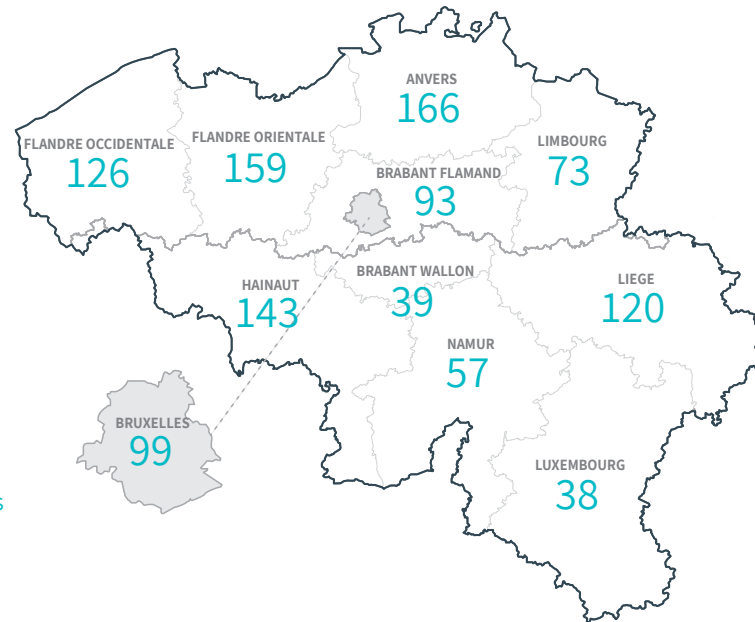 ANVERS
166
FLANDRE OCCIDENTALE
126
FLANDRE ORIENTALE
159
LIMBOURG
73
BRABANT FLAMAND
93
HAINAUT
143
BRABANT WALLON
39
LIEGE
120
NAMUR
57
BRUXELLES
99
LUXEMBOURG
38
s